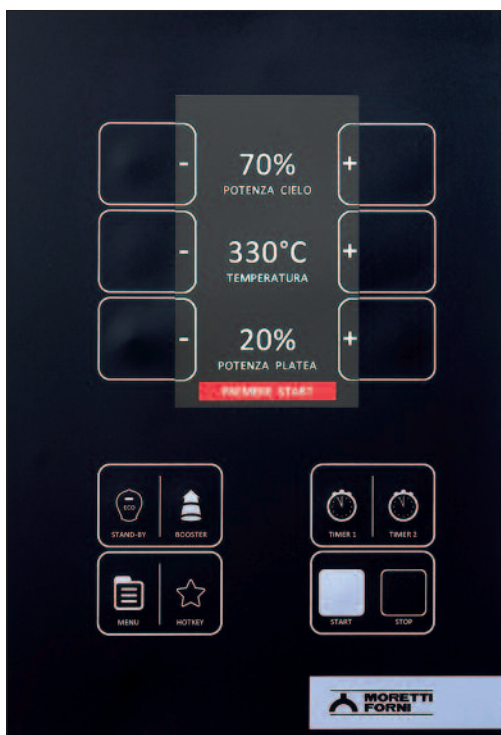 - 70% +
POTENZA CIELO
- 330°C +
TEMPERATURA
- 20% +
POTENZA PLATEA
PREMERE START
ECO
STAND-BY BOOSTER
TIMER 1 TIMER 2
MENU HOTKEY
START STOP
MORETTI
FORNI